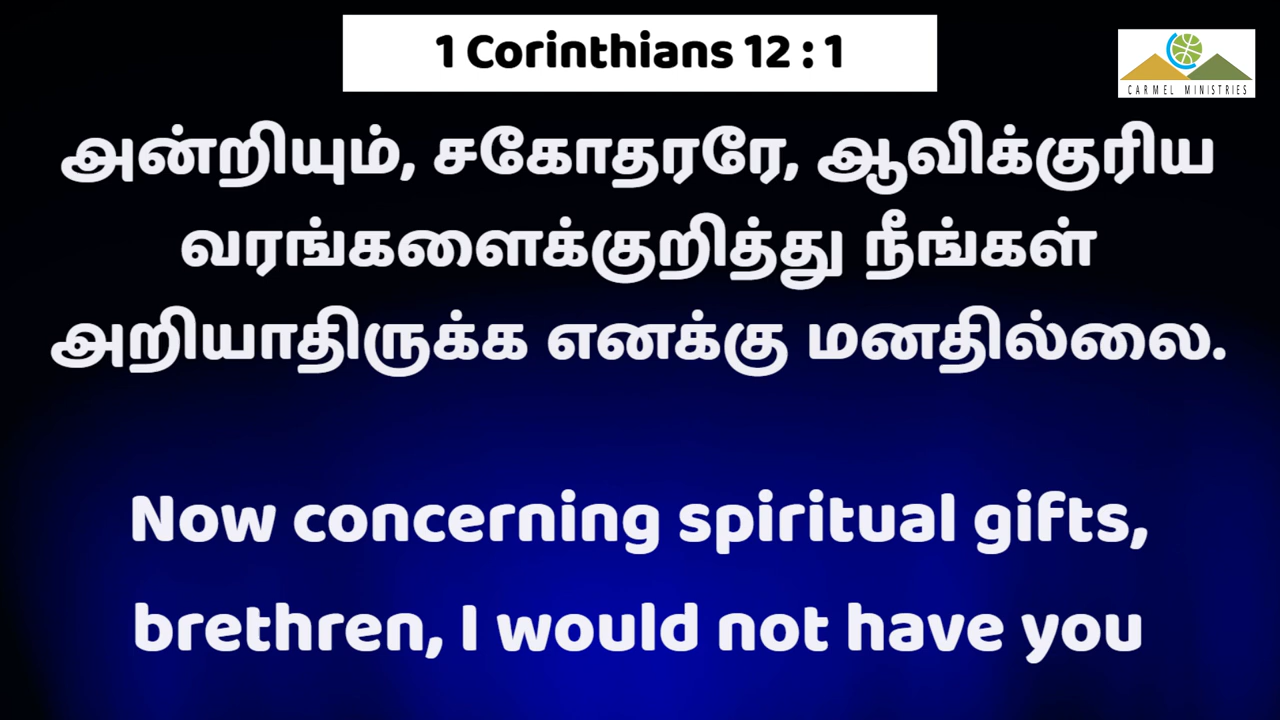 1 Corinthians 12 : 1
CARMEL MINISTRIES
அன்றியும், சகோதரரே, ஆவிக்குரிய
வரங்களைக்குறித்து நீங்கள்
அறியாதிருக்க எனக்கு மனதில்லை.
Now concerning spiritual gifts,
brethren, I would not have you